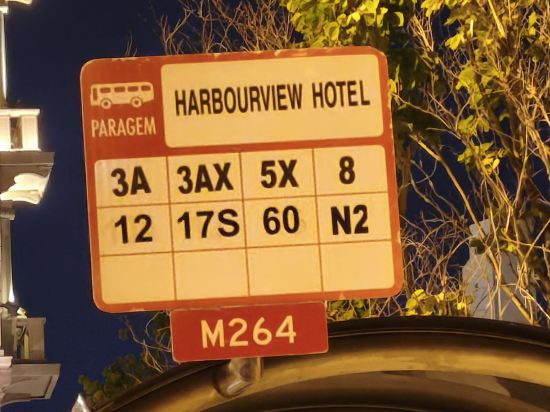 HARBOURVIEW HOTEL
PARAGEM
3A 3AX 5X 8
12 17S 60 N2
M264